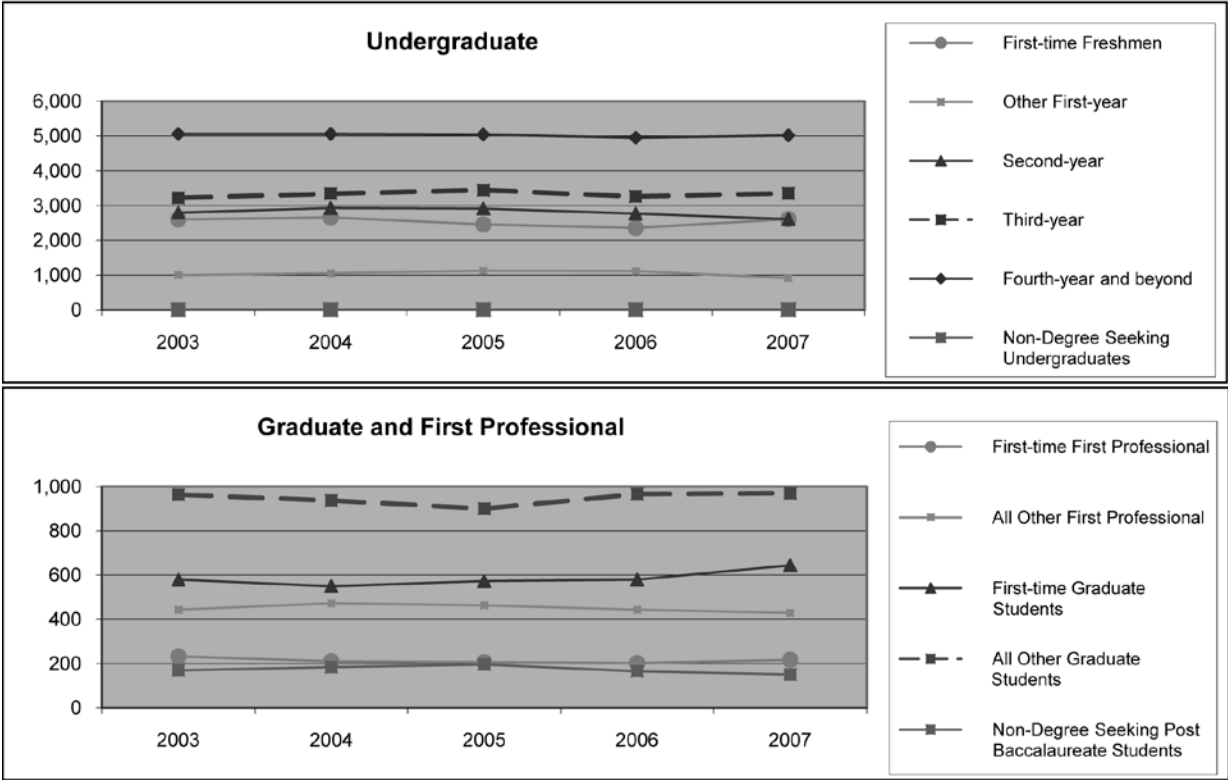 Undergraduate
6,000
5,000
4,000
3,000
2,000
1,000
0
2003 2004 2005 2006 2007
First-time Freshmen
Other First-year
Second-year
Third-year
Fourth-year and beyond
Non-Degree Seeking
Undergraduates
Graduate and First Professional
1,000
800
600
400
200
0
2003 2004 2005 2006 2007
First-time First Professional
All Other First Professional
First-time Graduate
Students
All Other Graduate
Students
Non-Degree Seeking Post
Baccalaureate Students